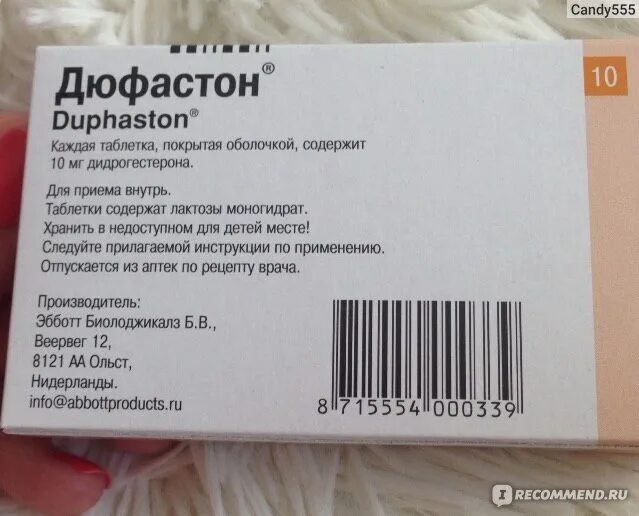 Candy555
Дюфастон®
Duphaston®
10
Каждая таблетка, покрытая оболочкой, содержит
10 мг дидрогестерона.
Для приема внутрь.
Таблетки содержат лактозы моногидрат.
Хранить в недоступном для детей месте!
Следуйте прилагаемой инструкции по применению.
Отпускается из аптек по рецепту врача.
Производитель:
Эбботт Биолоджикалз Б.В.,
Веервег 12,
8121 АА Ольст,
Нидерланды.
info@abbottproducts.ru
8 715554 000339
IRECOMMEND.RU